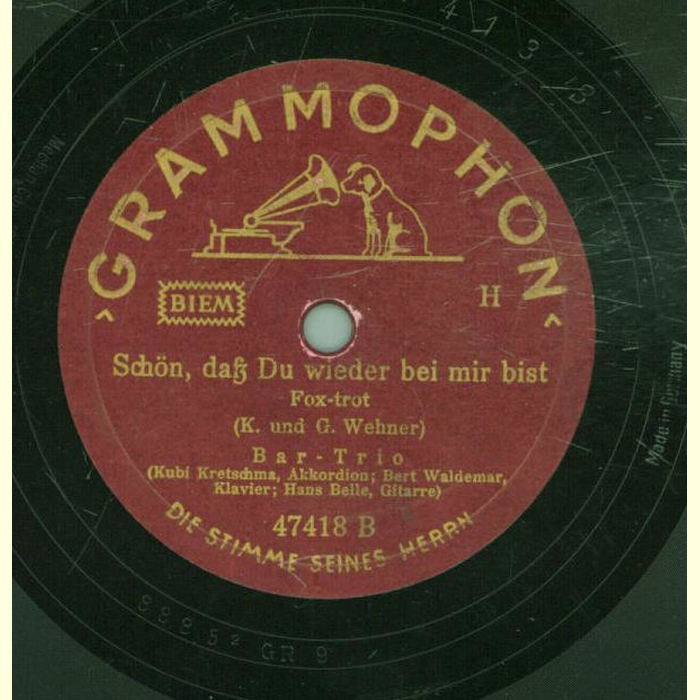 GRAMMOPHON
BIEM
H
Schön, daß Du wieder bei mir bist
Fox-trot
(K. und G. Wehner)
Bar-Trio
(Kubi Kretschma, Akkordion; Bert Waldemar,
Klavier; Hans Belle, Gitarre)
47418 B
DIE STIMME SEINES HERRN
Made in Germany
GR 9